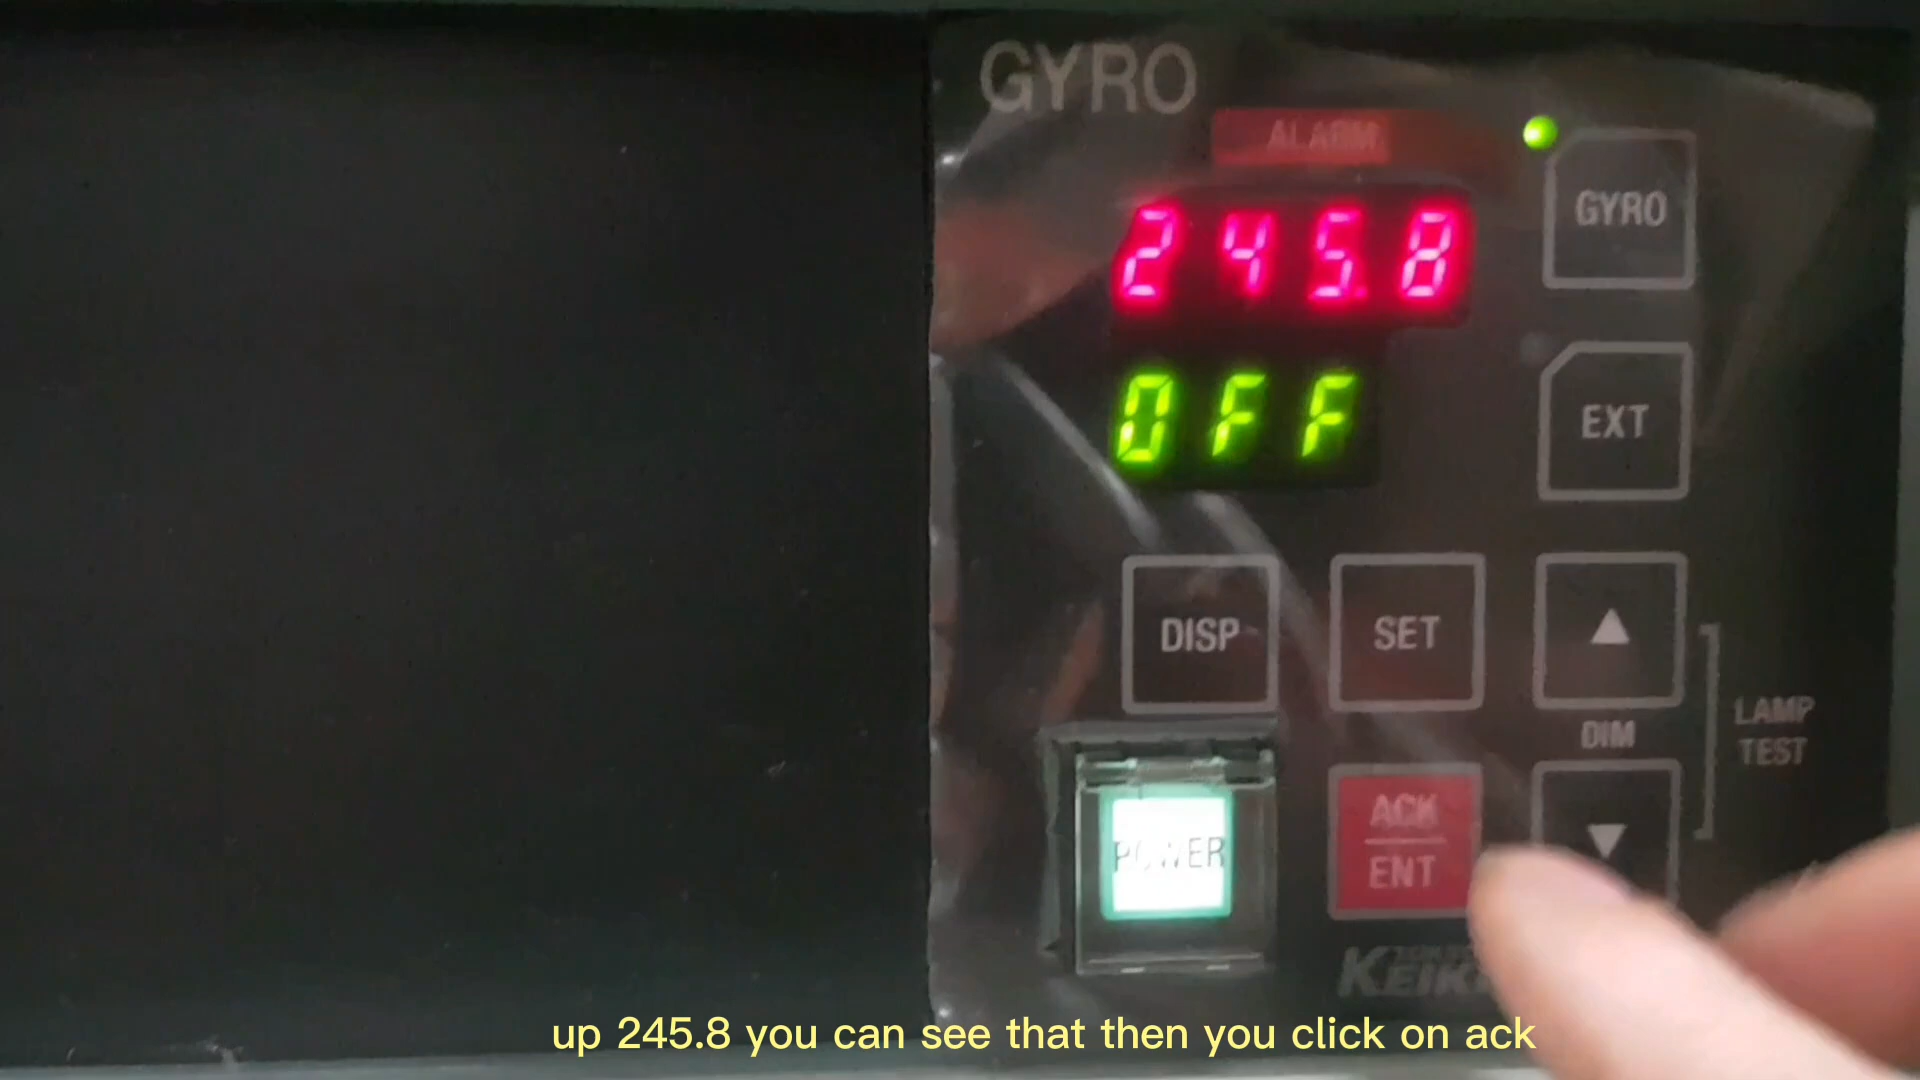 GYRO
ALARM
245.8
GYRO
OFF
EXT
DISP
SET
▲
DIM
LAMP
TEST
▼
POWER
ACK
ENT
up 245.8 you can see that then you click on ack